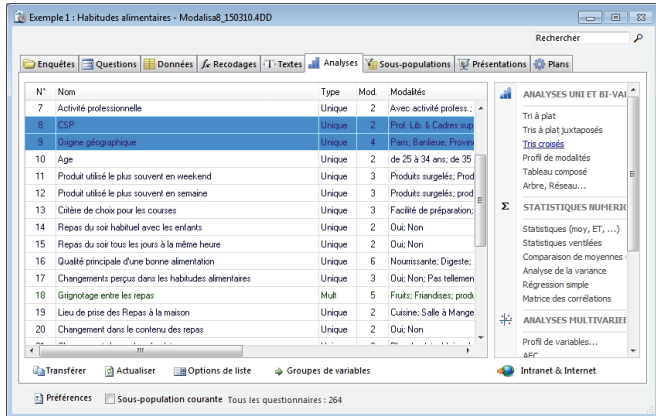 Exemple 1 : Habitudes alimentaires - Modalisa8_150310.4DD
Rechercher
Enquêtes Questions Données fx Recodages T Textes Analyses Sous-populations Présentations Plans
N° Nom Type Mod. Modalités
7 Activité professionnelle Unique 2 Avec activité profess.;
8 CSP Unique 2 Prof. Lib. & Cadres sup
9 Origine géographique Unique 4 Paris; Banlieue; Provin
10 Age Unique 2 de 25 à 34 ans; de 35
11 Produit utilisé le plus souvent en weekend Unique 3 Produits surgelés; Prod
12 Produit utilisé le plus souvent en semaine Unique 3 Produits surgelés; prod
13 Critère de choix pour les courses Unique 3 Facilité de préparation;
14 Repas du soir habituel avec les enfants Unique 2 Oui; Non
15 Repas du soir tous les jours à la même heure Unique 2 Oui; Non
16 Qualité principale d'une bonne alimentation Unique 6 Nourrissante; Digeste;
17 Changements perçus dans les habitudes alimentaires Unique 3 Oui; Non; Pas tellemen
18 Grignotage entre les repas Mult 5 Fruits; Friandises; produ
19 Lieu de prise des Repas à la maison Unique 2 Cuisine; Salle à Mange
20 Changement dans le contenu des repas Unique 2 Oui; Non
ANALYSES UNI ET BI-VAI
Tri à plat
Tris à plat juxtaposés
Tris croisés
Profil de modalités
Tableau composé
Arbre, Réseau...
Σ STATISTIQUES NUMERIC
Statistiques (moy, ET, ...)
Statistiques ventilées
Comparaison de moyennes
Analyse de la variance
Régression simple
Matrice des corrélations
ANALYSES MULTIVARIEE
Profil de variables...
AFC
Transférer Actualiser Options de liste Groupes de variables Intranet & Internet
Préférences Sous-population courante Tous les questionnaires : 264